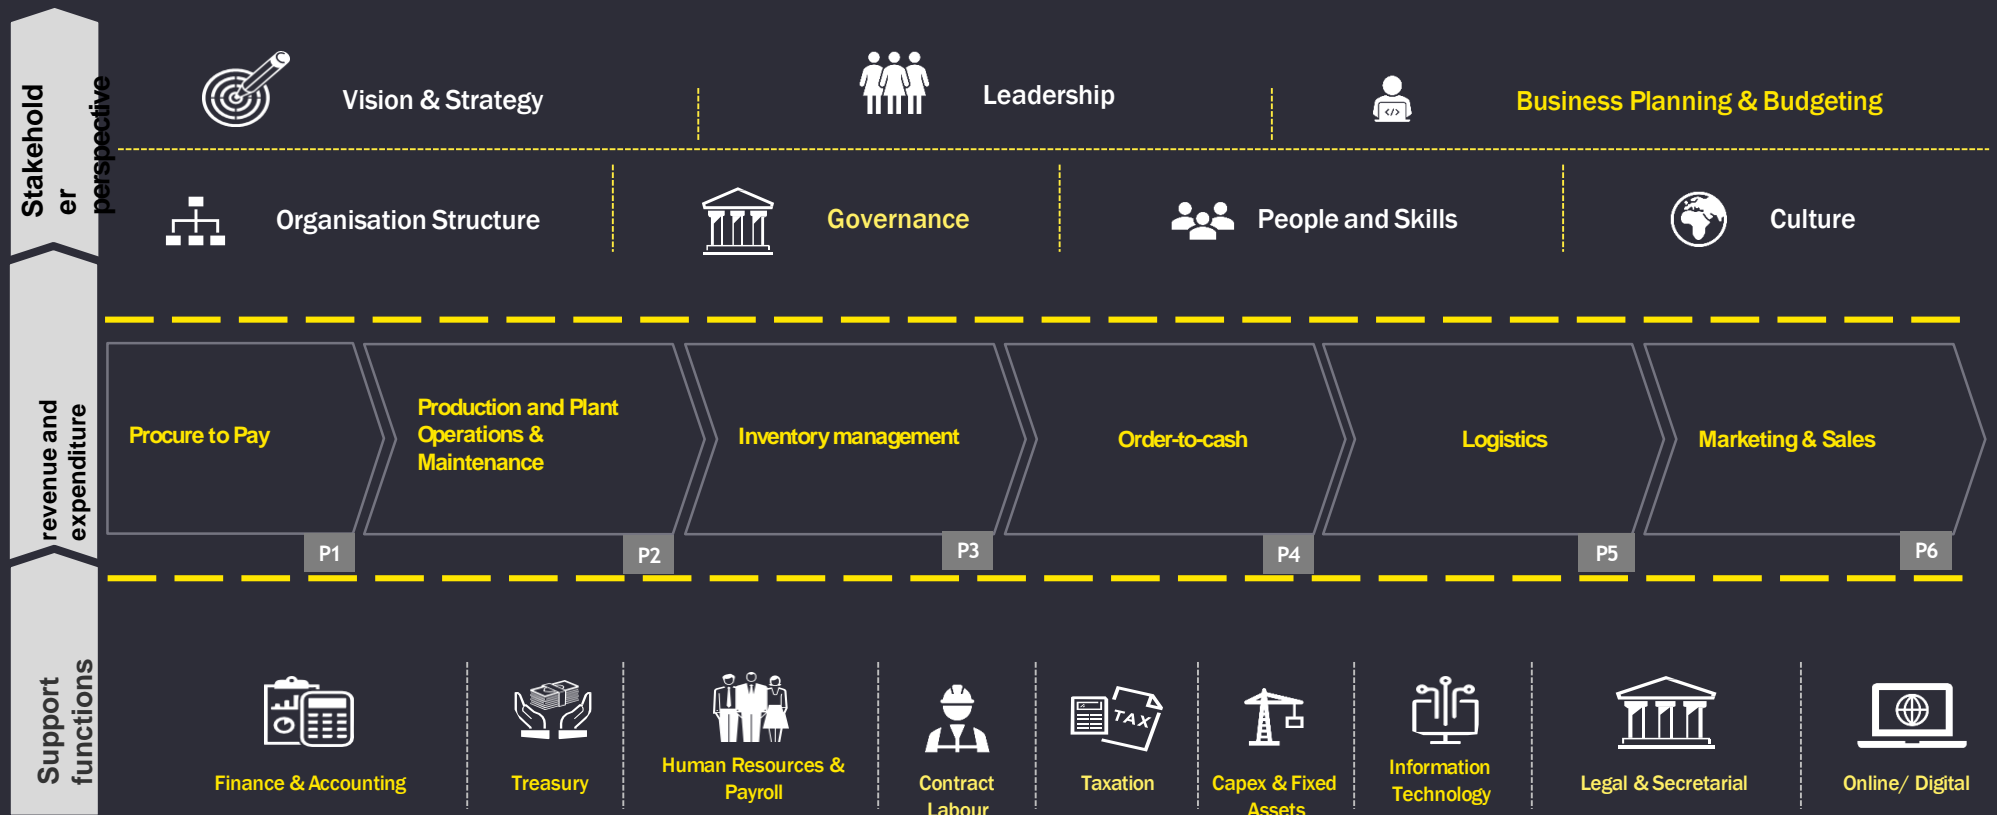 Stakehold
er
perspective
Vision & Strategy
Leadership
</>
Business Planning & Budgeting
Organisation Structure
Governance
People and Skills
Culture
revenue and
expenditure
Procure to Pay
P1
Production and Plant
Operations &
Maintenance
P2
Inventory management
P3
Order-to-cash
P4
Logistics
P5
Marketing & Sales
P6
Support
functions
Finance & Accounting
Treasury
Human Resources &
Payroll
Contract
Labour
TAX
Taxation
Capex & Fixed
Assets
Information
Technology
Legal & Secretarial
Online/ Digital